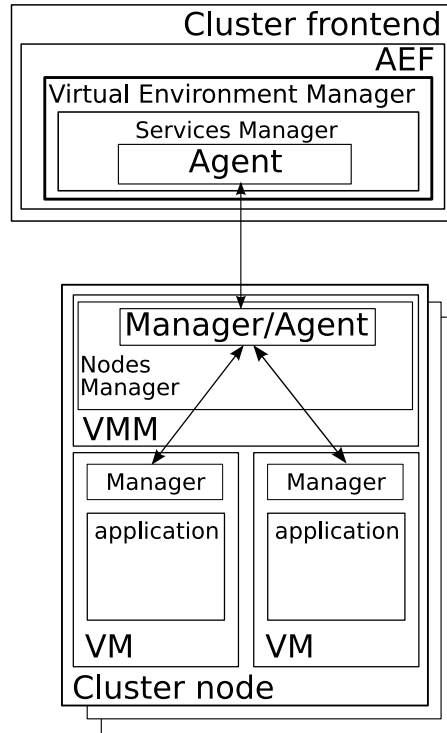 Cluster frontend
AEF
Virtual Environment Manager
Services Manager
Agent
Manager/Agent
Nodes
Manager
VMM
Manager
Manager
application
application
VM
VM
Cluster node